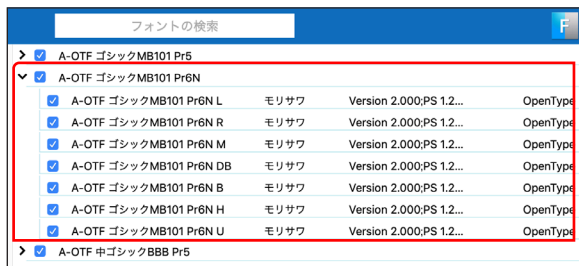 フォントの検索
F
A-OTF ゴシックMB101 Pr5
A-OTF ゴシックMB101 Pr6N
A-OTF ゴシックMB101 Pr6N L モリサワ Version 2.000;PS 1.2... OpenType
A-OTF ゴシックMB101 Pr6N R モリサワ Version 2.000;PS 1.2... OpenType
A-OTF ゴシックMB101 Pr6N M モリサワ Version 2.000;PS 1.2... OpenType
A-OTF ゴシックMB101 Pr6N DB モリサワ Version 2.000;PS 1.2... OpenType
A-OTF ゴシックMB101 Pr6N B モリサワ Version 2.000;PS 1.2... OpenType
A-OTF ゴシックMB101 Pr6N H モリサワ Version 2.000;PS 1.2... OpenType
A-OTF ゴシックMB101 Pr6N U モリサワ Version 2.000;PS 1.2... OpenType
A-OTF 中ゴシックBBB Pr5